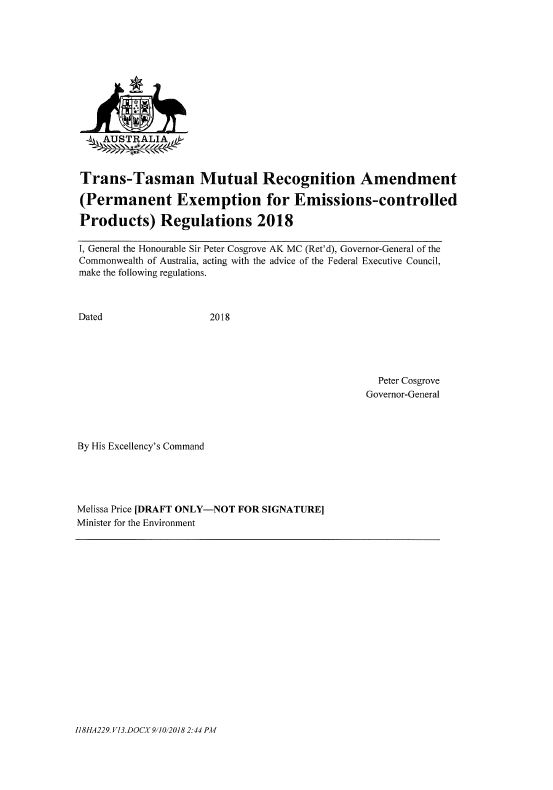 AUSTRALIA
Trans-Tasman Mutual Recognition Amendment
(Permanent Exemption for Emissions-controlled
Products) Regulations 2018
I, General the Honourable Sir Peter Cosgrove AK MC (Ret'd), Governor-General of the
Commonwealth of Australia, acting with the advice of the Federal Executive Council,
make the following regulations.
Dated 2018
Peter Cosgrove
Governor-General
By His Excellency's Command
Melissa Price [DRAFT ONLY—NOT FOR SIGNATURE]
Minister for the Environment
I18HA229.V13.DOCX 9/10/2018 2:44 PM